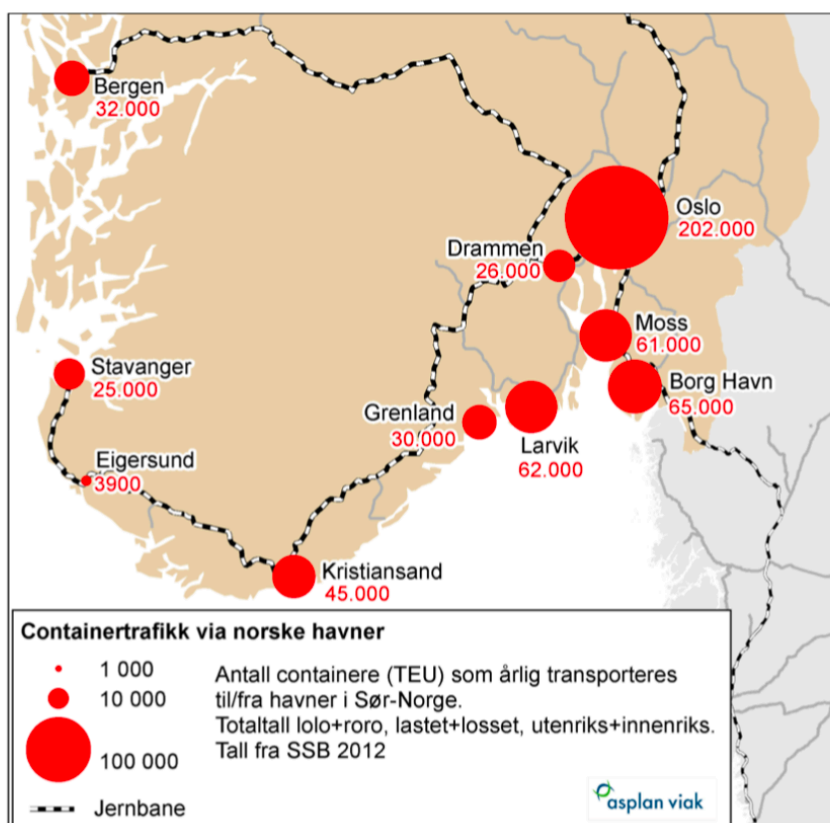 Bergen
32.000
Oslo
202.000
Drammen
26.000
Moss
61.000
Stavanger
25.000
Borg Havn
65.000
Grenland
30.000
Larvik
62.000
Eigersund
3900
Kristiansand
45.000
Containertrafikk via norske havner
1 000
10 000
100 000
Jernbane
Antall containere (TEU) som årlig transporteres
til/fra havner i Sør-Norge.
Totaltall lolo+roro, lastet+losset, utenriks+innenriks.
Tall fra SSB 2012
asplan viak